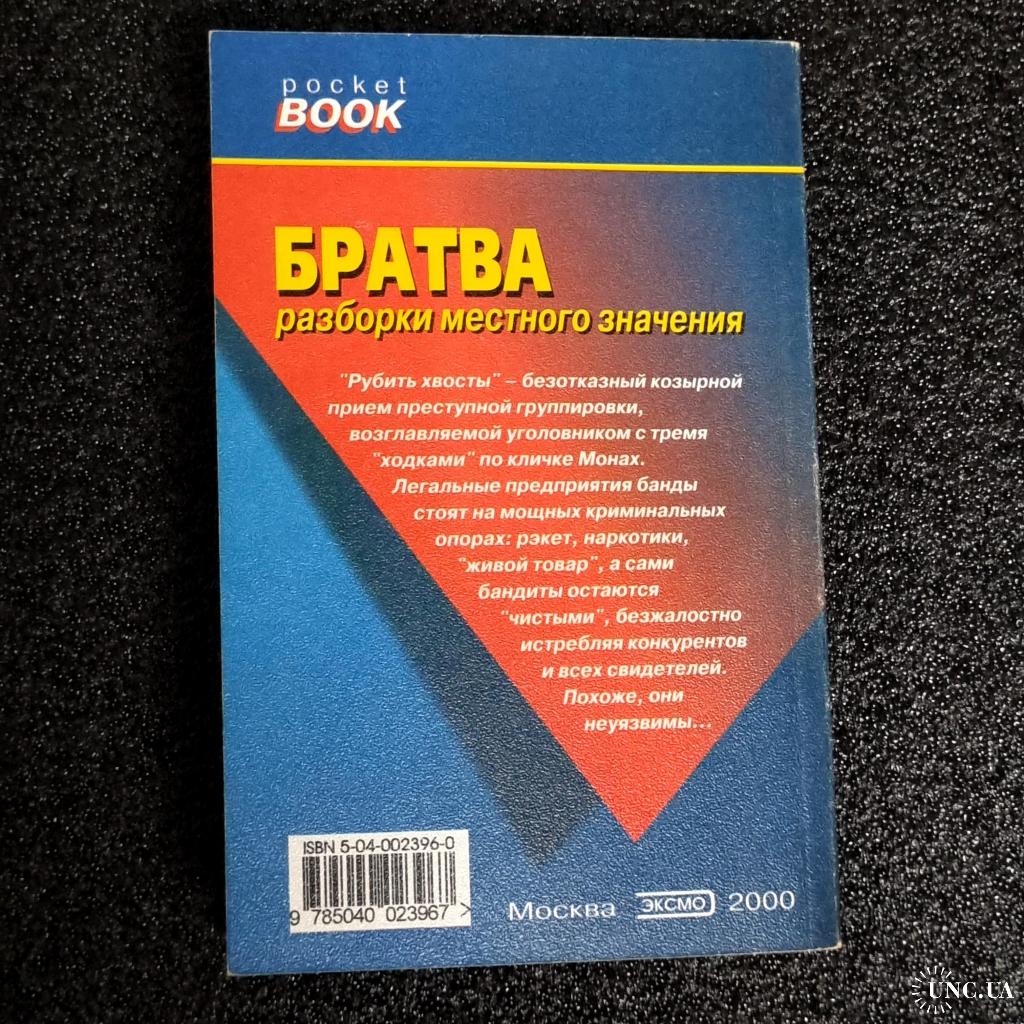 pocket
BOOK
БРАТВА
разборки местного значения
"Рубить хвосты" – безотказный козырной
прием преступной группировки,
возглавляемой уголовником с тремя
"ходками" по кличке Монах.
Легальные предприятия банды
стоят на мощных криминальных
опорах: рэкет, наркотики,
"живой товар", а сами
бандиты остаются
"чистыми", безжалостно
истребляя конкурентов
и всех свидетелей.
Похоже, они
неуязвимы...
ISBN 5-04-002396-0
9 785040 023967 >
Москва ЭКСМО 2000
UNC.UA